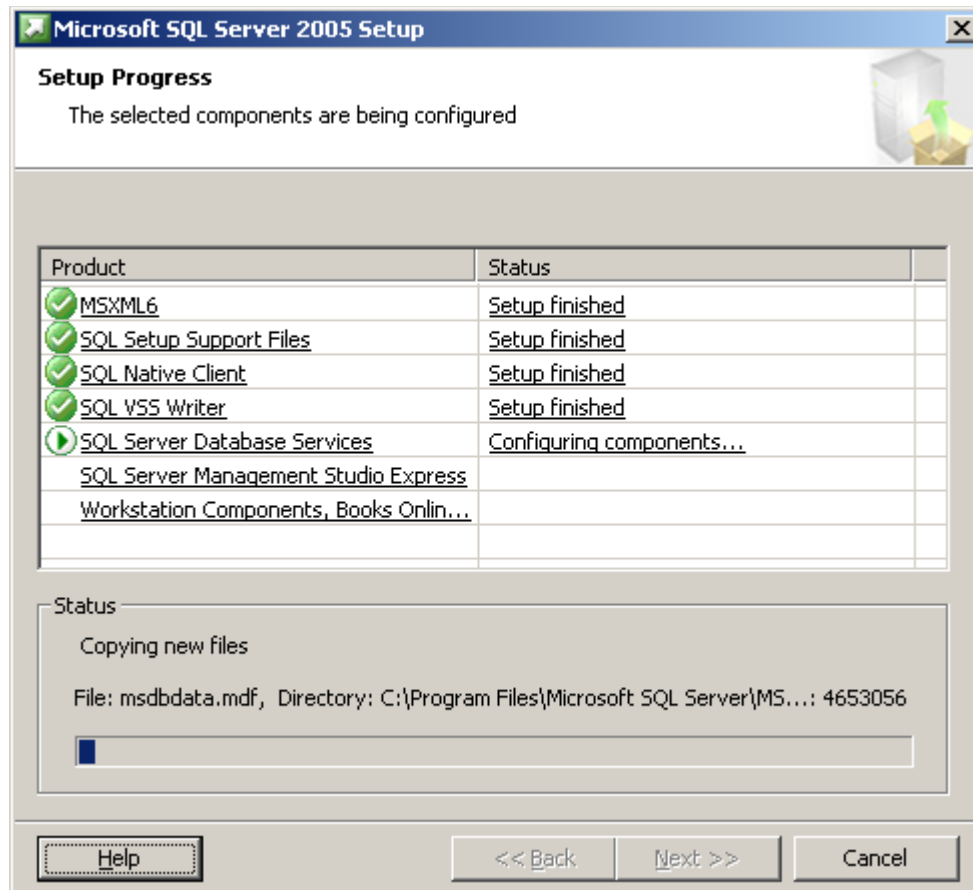 Microsoft SQL Server 2005 Setup
Setup Progress
The selected components are being configured
Product Status
MSXML6 Setup finished
SQL Setup Support Files Setup finished
SQL Native Client Setup finished
SQL VSS Writer Setup finished
SQL Server Database Services Configuring components...
SQL Server Management Studio Express
Workstation Components, Books Onlin...
Status
Copying new files
File: msdbdata.mdf, Directory: C:\Program Files\Microsoft SQL Server\MS...: 4653056
Help << Back Next >> Cancel